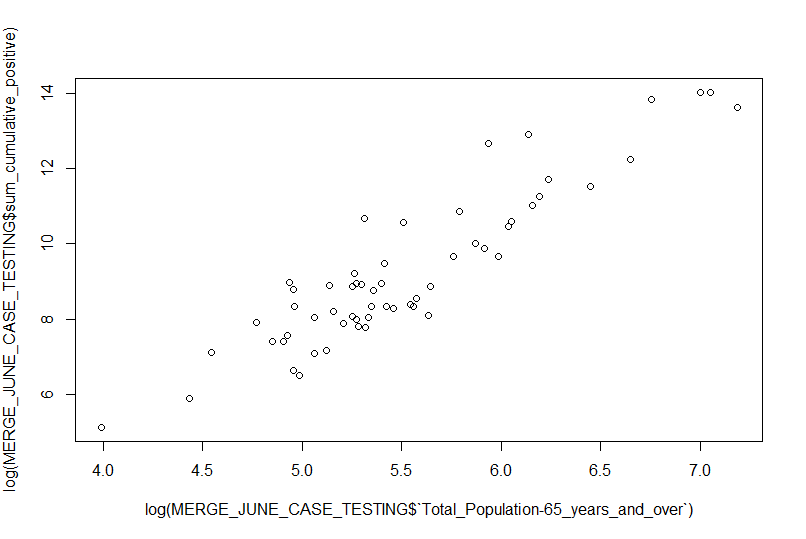 log(MERGE_JUNE_CASE_TESTING$sum_cumulative_positive)
14
12
10
8
6
4.0 4.5 5.0 5.5 6.0 6.5 7.0
log(MERGE_JUNE_CASE_TESTING$`Total_Population-65_years_and_over`)